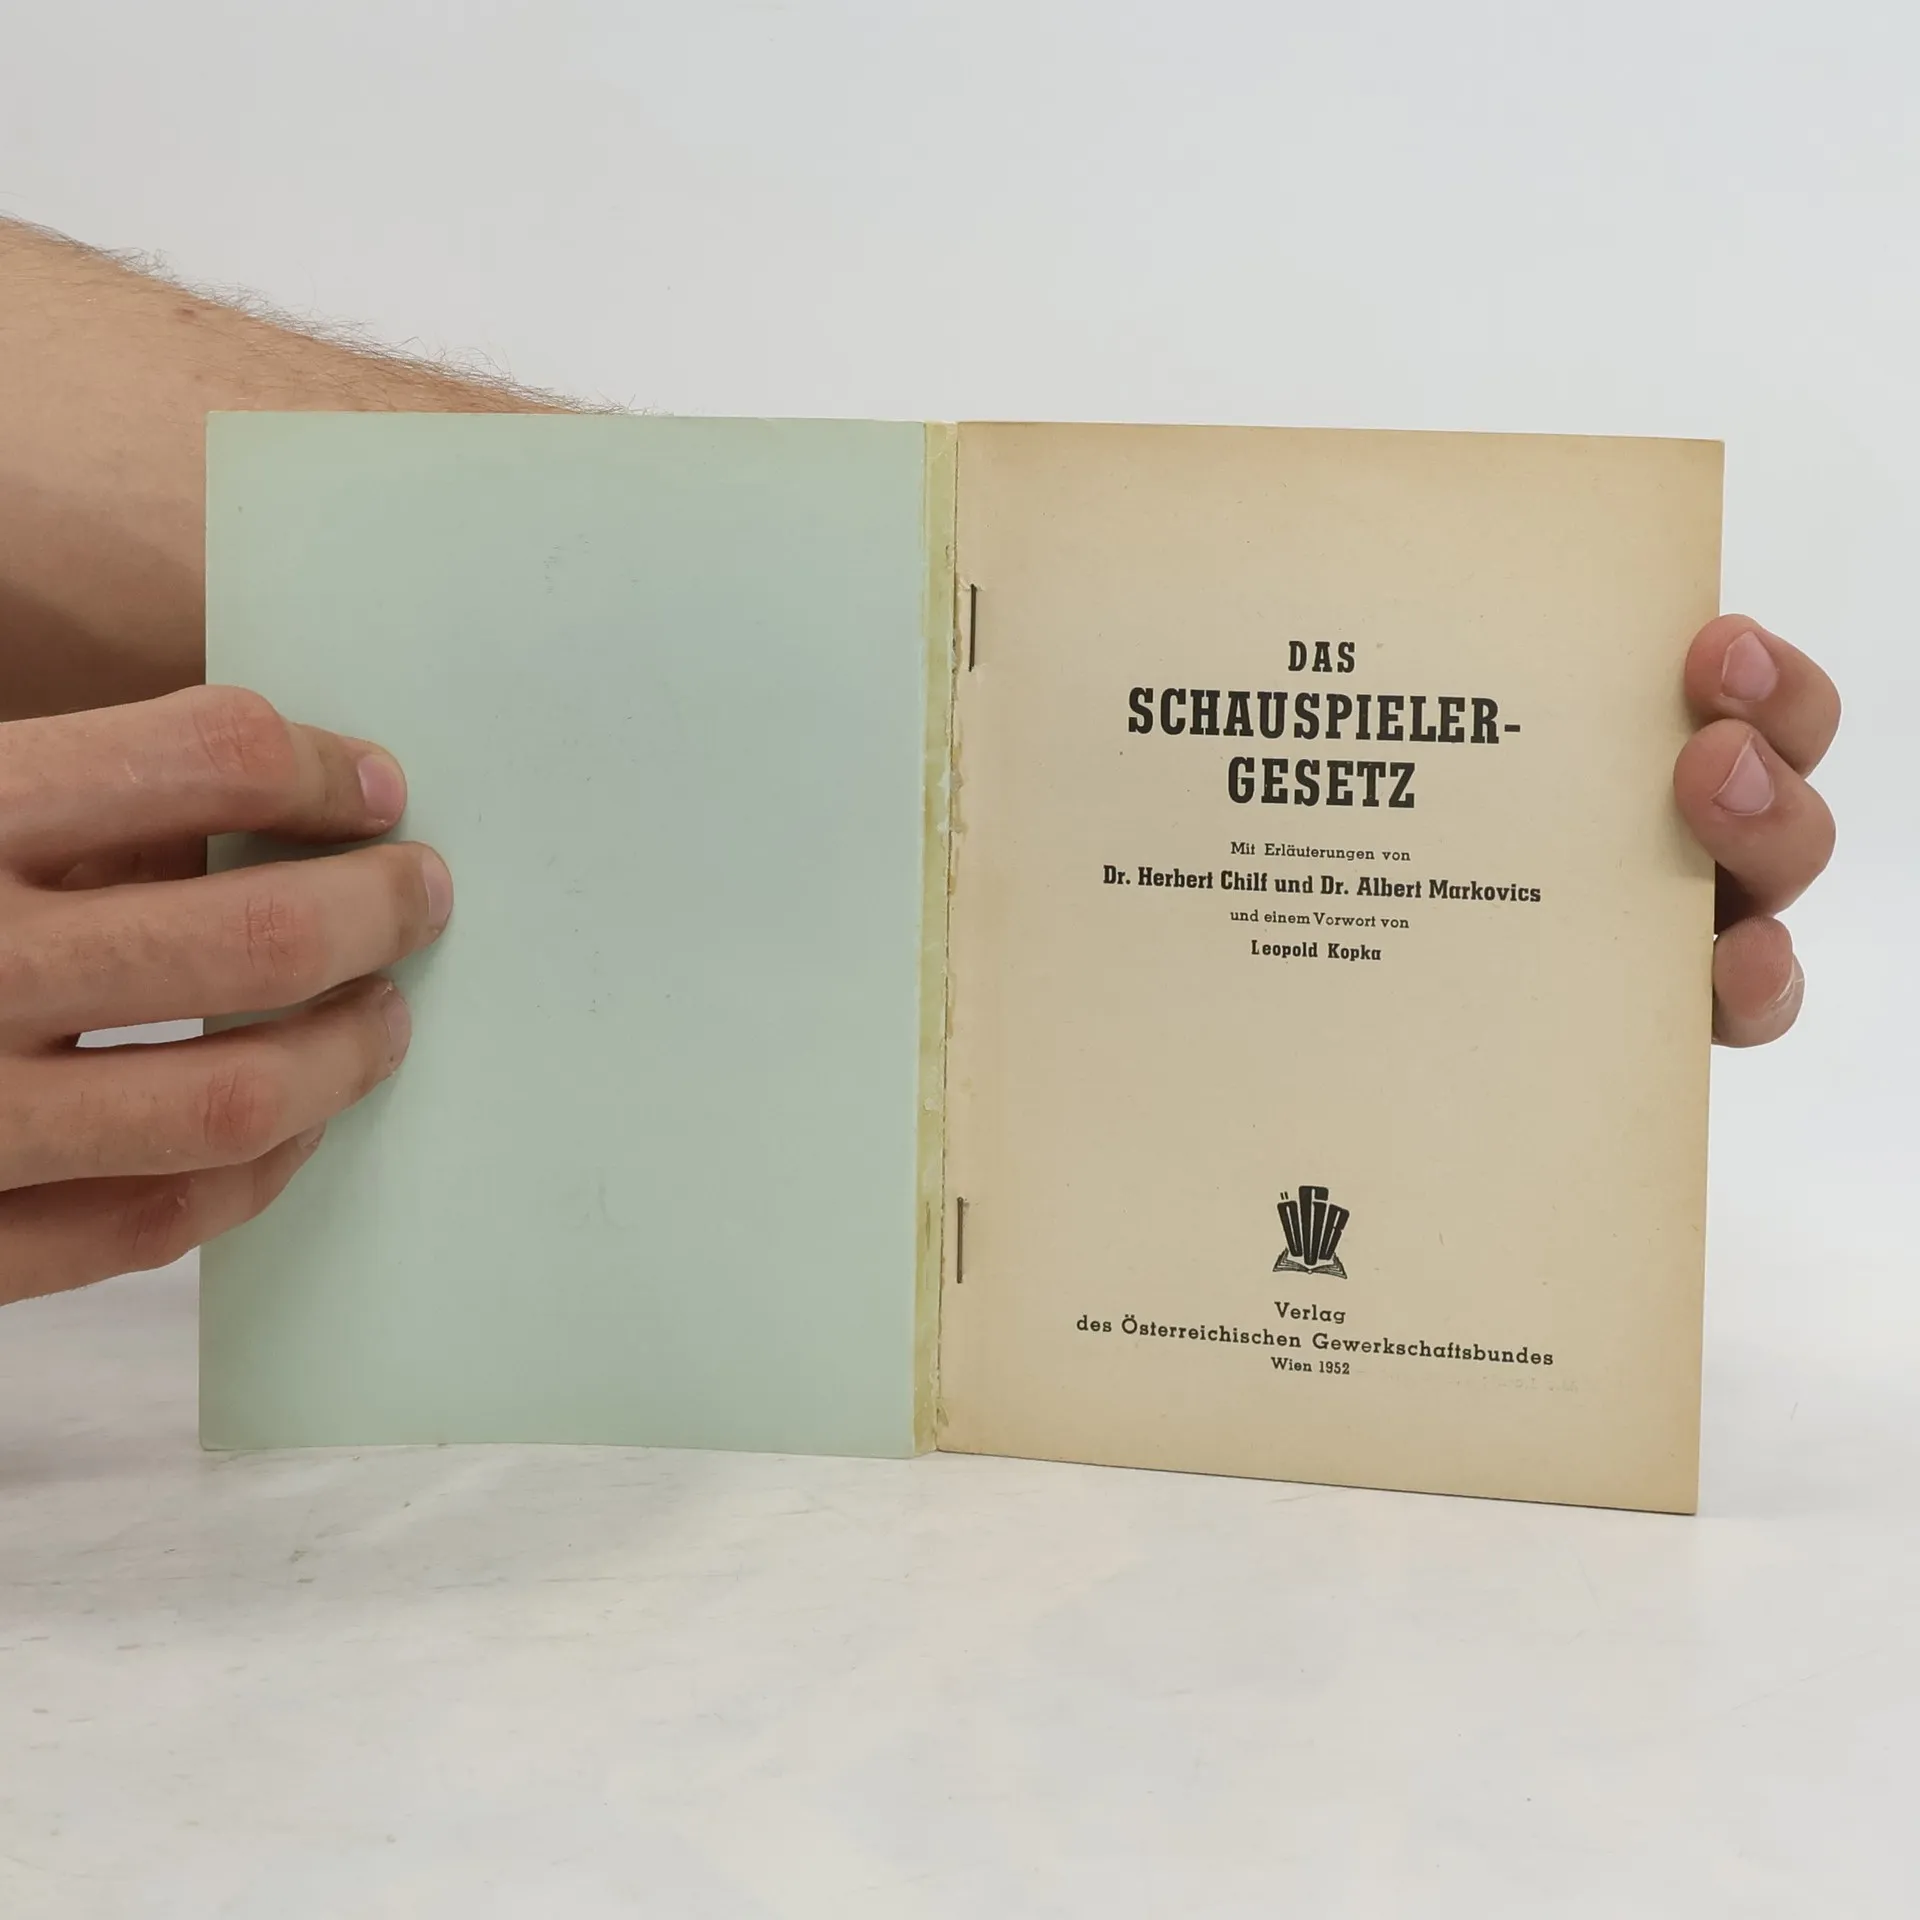 DAS
SCHAUSPIELER-
GESETZ
Mit Erläuterungen von
Dr. Herbert Chilf und Dr. Albert Markovics
und einem Vorwort von
Leopold Kopka
ÖGB
Verlag
des Österreichischen Gewerkschaftsbundes
Wien 1952